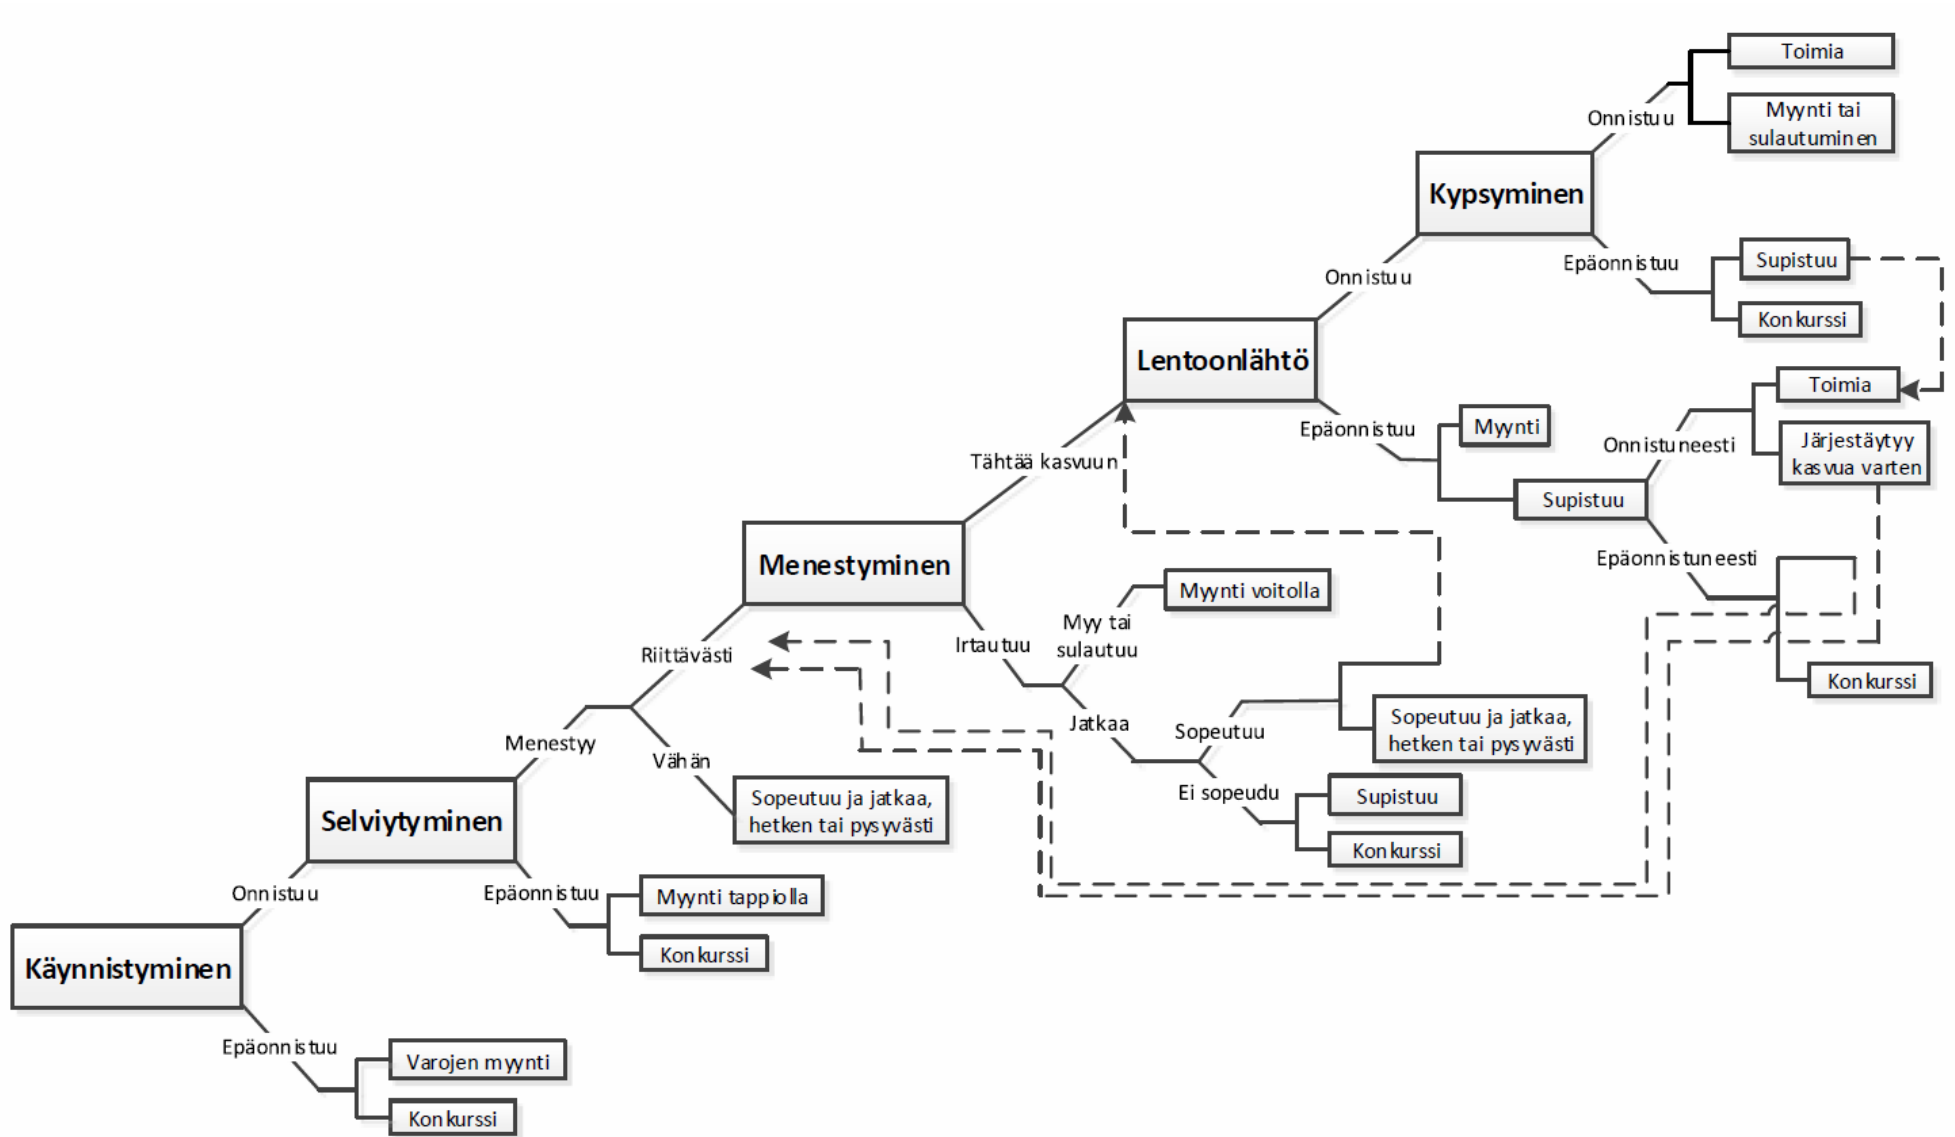 Toimia
Onnistuu
Myynti tai
sulautuminen
Kypsyminen
Epäonnistuu
Supistuu
Konkurssi
Onnistuu
Lentoonlähtö
Toimia
Epäonnistuu
Myynti
Onnistuneesti
Järjestäytyy
kasvua varten
Tähtää kasvuun
Supistuu
Epäonnistuneesti
Konkurssi
Menestyminen
Myynti voitolla
Irtautuu
Myy tai
sulautuu
Riittävästi
Jatkaa
Sopeutuu
Sopeutuu ja jatkaa,
hetken tai pysyvästi
Ei sopeudu
Supistuu
Konkurssi
Menestyy
Vähän
Sopeutuu ja jatkaa,
hetken tai pysyvästi
Selviytyminen
Onnistuu
Epäonnistuu
Myynti tappiolla
Konkurssi
Käynnistyminen
Epäonnistuu
Varojen myynti
Konkurssi